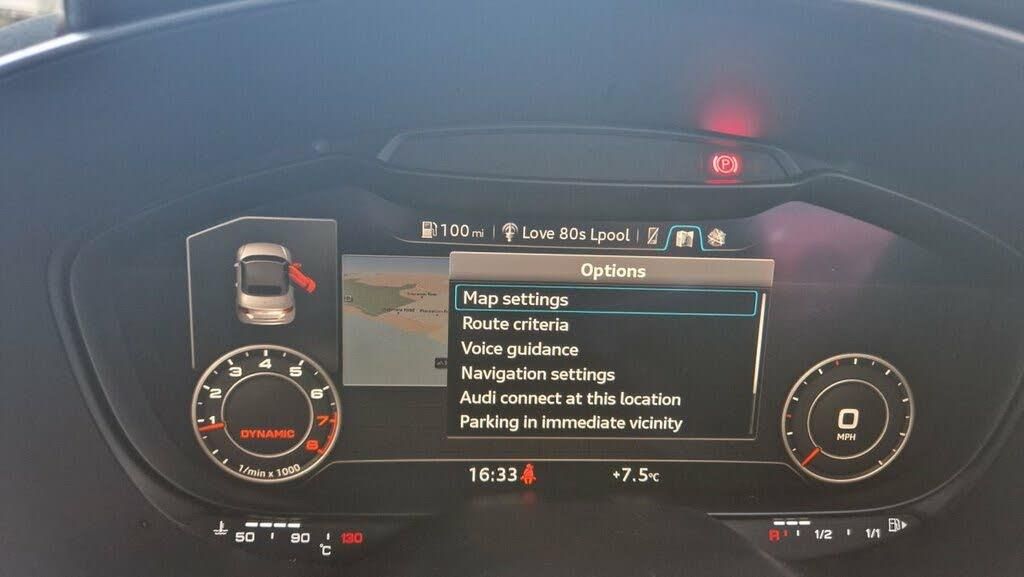 P
100 mi
Love 80s Lpool
Options
Map settings
Route criteria
Voice guidance
Navigation settings
Audi connect at this location
Parking in immediate vicinity
1
2
3
4
5
6
7
8
DYNAMIC
1/min x 1000
0
MPH
16:33
+7.5°C
50
90
130
°C
R
1/2
1/1